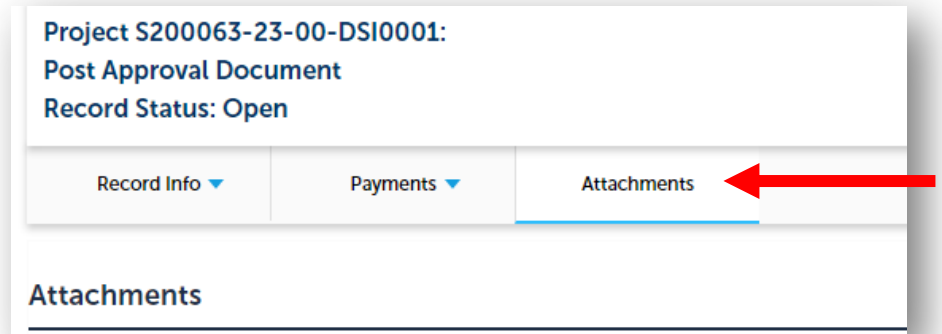 Project S200063-23-00-DSI0001:
Post Approval Document
Record Status: Open
Record Info Payments Attachments
Attachments